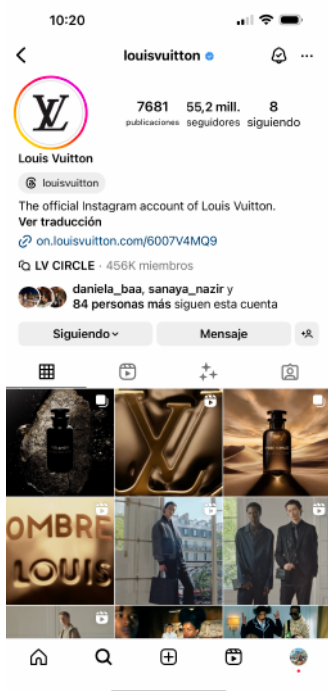 10:20
louisvuitton
LV
7681 55,2 mill. 8
publicaciones seguidores siguiendo
Louis Vuitton
louisvuitton
The official Instagram account of Louis Vuitton.
Ver traducción
on.louisvuitton.com/6007V4MQ9
LV CIRCLE · 456K miembros
daniela_baa, sanaya_nazir y
84 personas más siguen esta cuenta
Siguiendo
Mensaje
LV
OMBRE
LOUIS